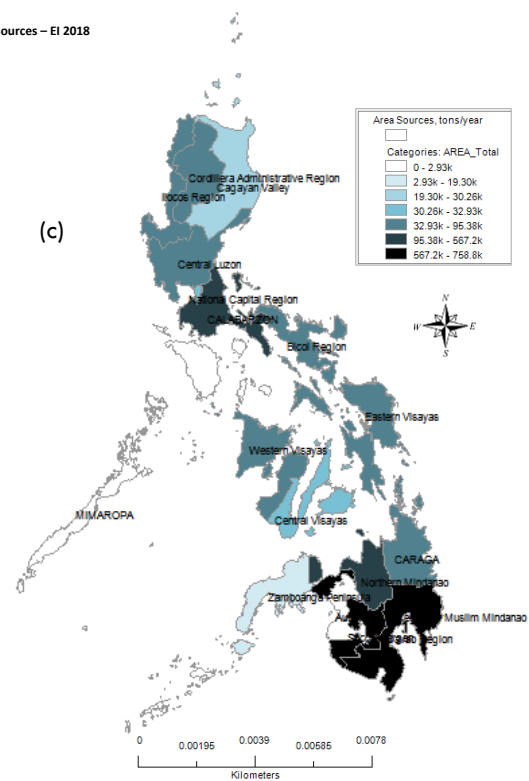 ources – EI 2018
(c)
Area Sources, tons/year
Categories: AREA_Total
0 - 2.93k
2.93k - 19.30k
19.30k - 30.26k
30.26k - 32.93k
32.93k - 95.38k
95.38k - 567.2k
567.2k - 758.8k
N
W E
S
Cordillera Administrative Region
Cagayan Valley
Ilocos Region
Central Luzon
National Capital Region
CALABARZON
Bicol Region
Eastern Visayas
Western Visayas
MIMAROPA
Central Visayas
CARAGA
Northern Mindanao
Zamboanga Peninsula
Muslim Mindanao
Region
0 0.00195 0.0039 0.00585 0.0078
Kilometers